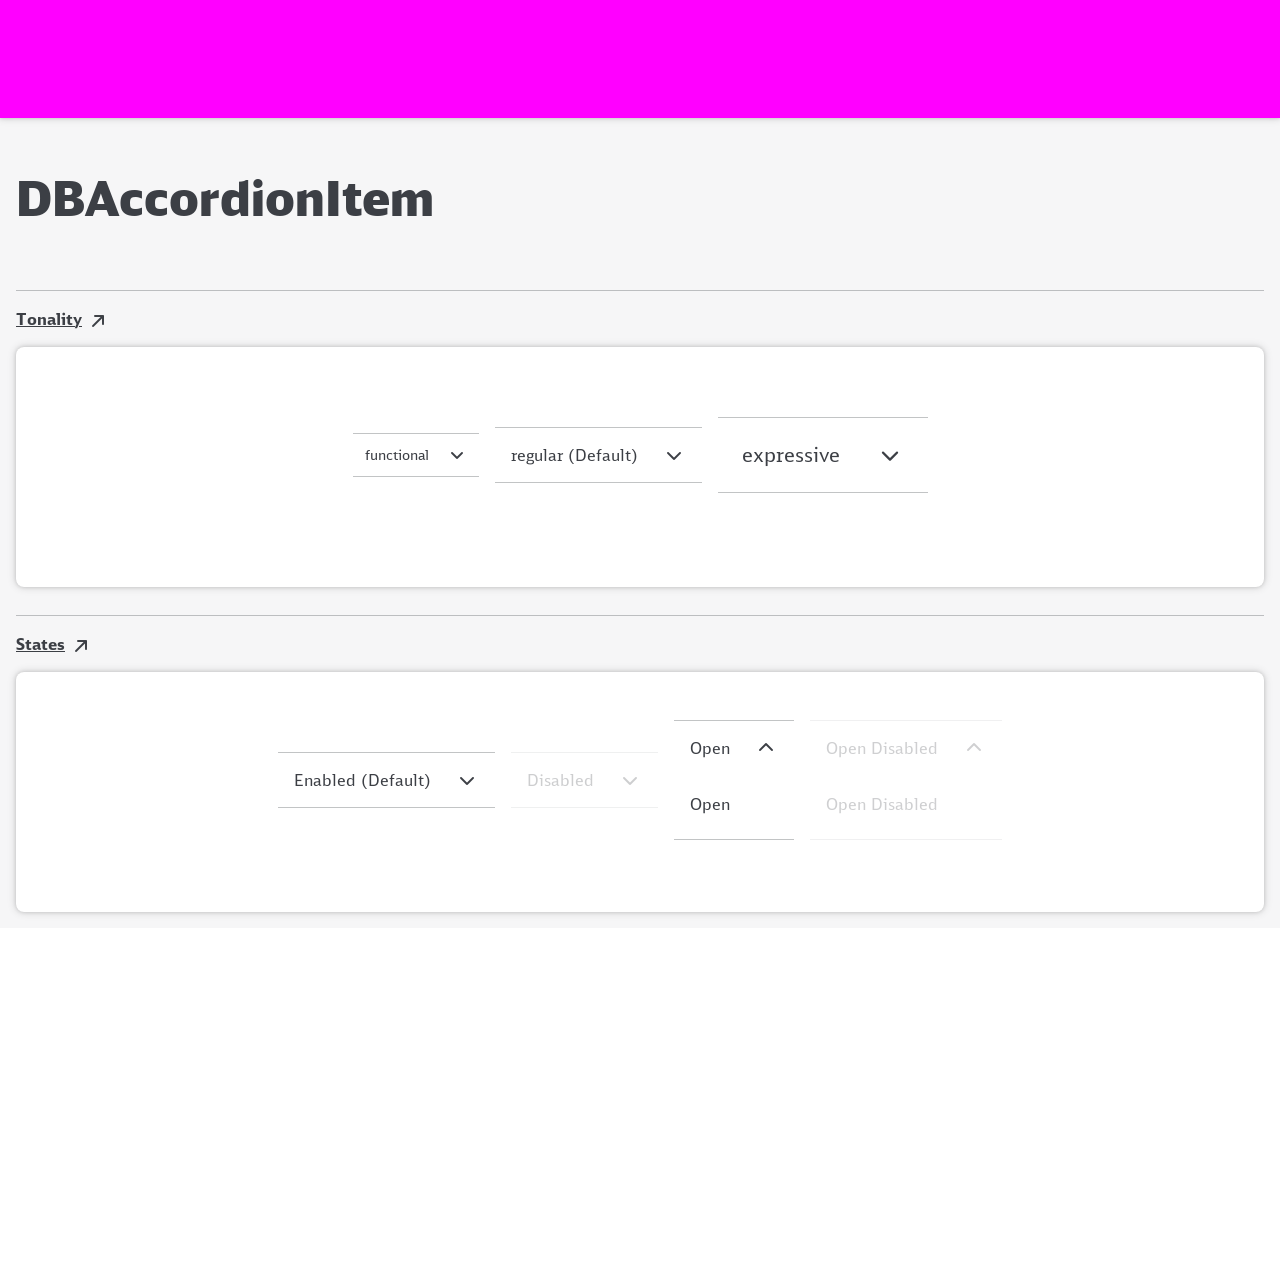 DBAccordionItem
Tonality
functional
regular (Default)
expressive
States
Enabled (Default)
Disabled
Open
Open Disabled
Open
Open Disabled